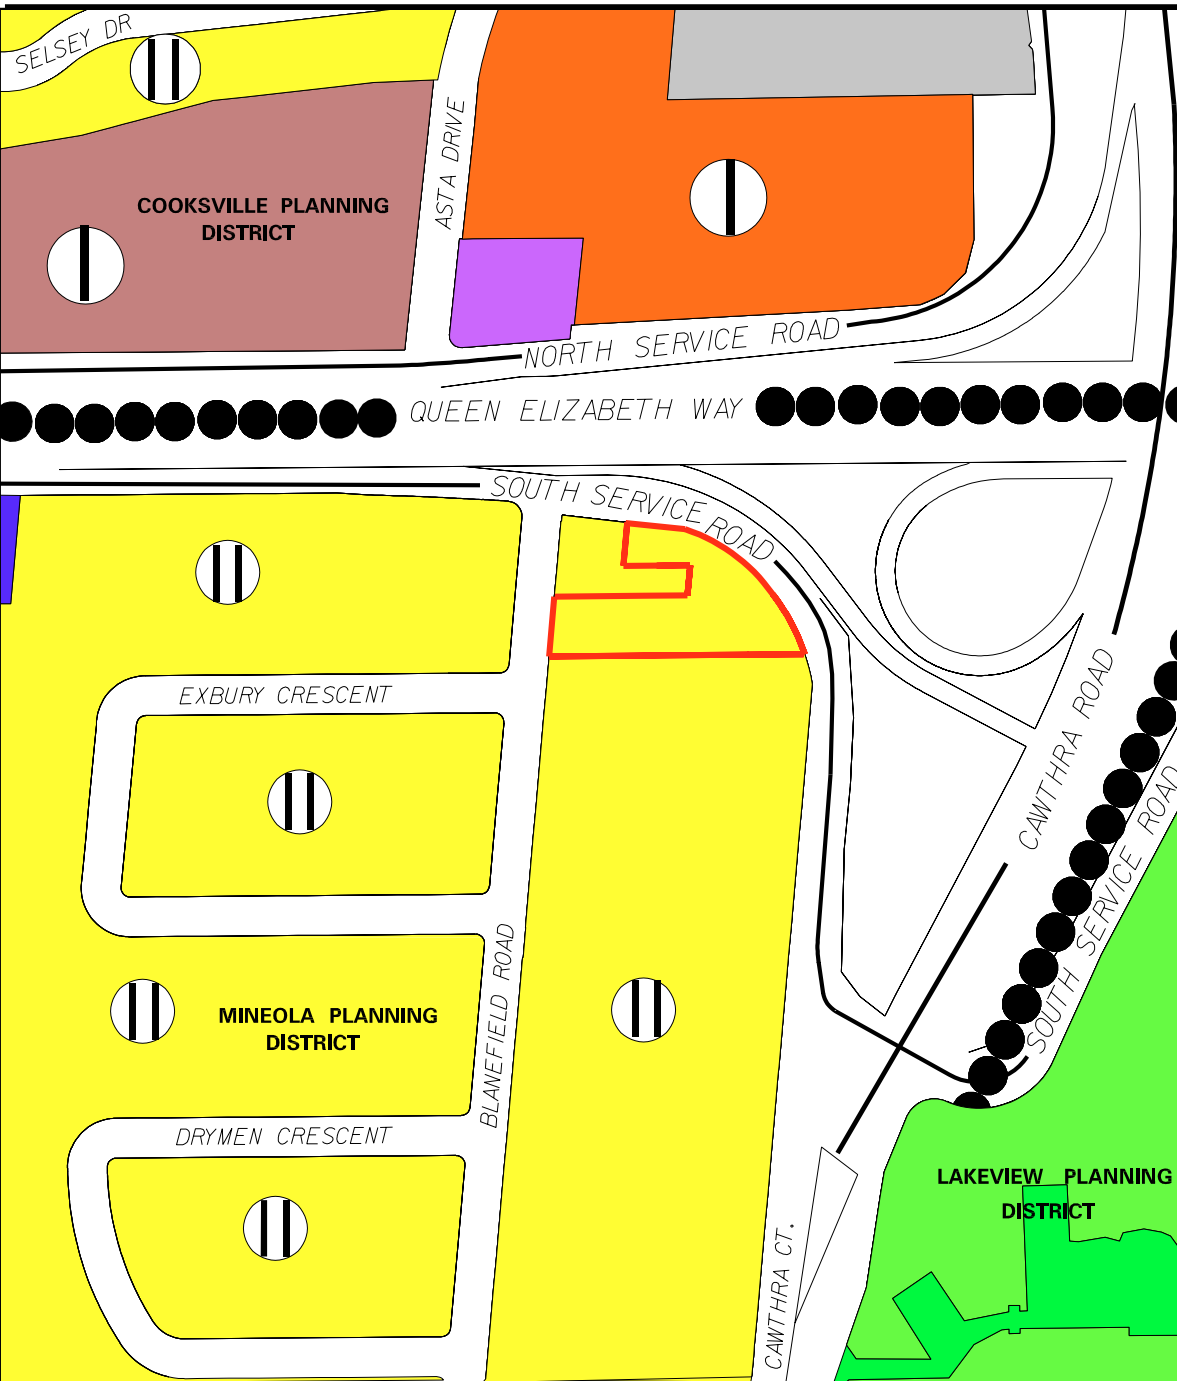 SELSEY DR
ASTA DRIVE
COOKSVILLE PLANNING
DISTRICT
NORTH SERVICE ROAD
QUEEN ELIZABETH WAY
SOUTH SERVICE ROAD
EXBURY CRESCENT
CAWTHRA ROAD
SOUTH SERVICE ROAD
BLANEFIELD ROAD
MINEOLA PLANNING
DISTRICT
DRYMEN CRESCENT
LAKEVIEW PLANNING
DISTRICT
CAWTHRA CT.